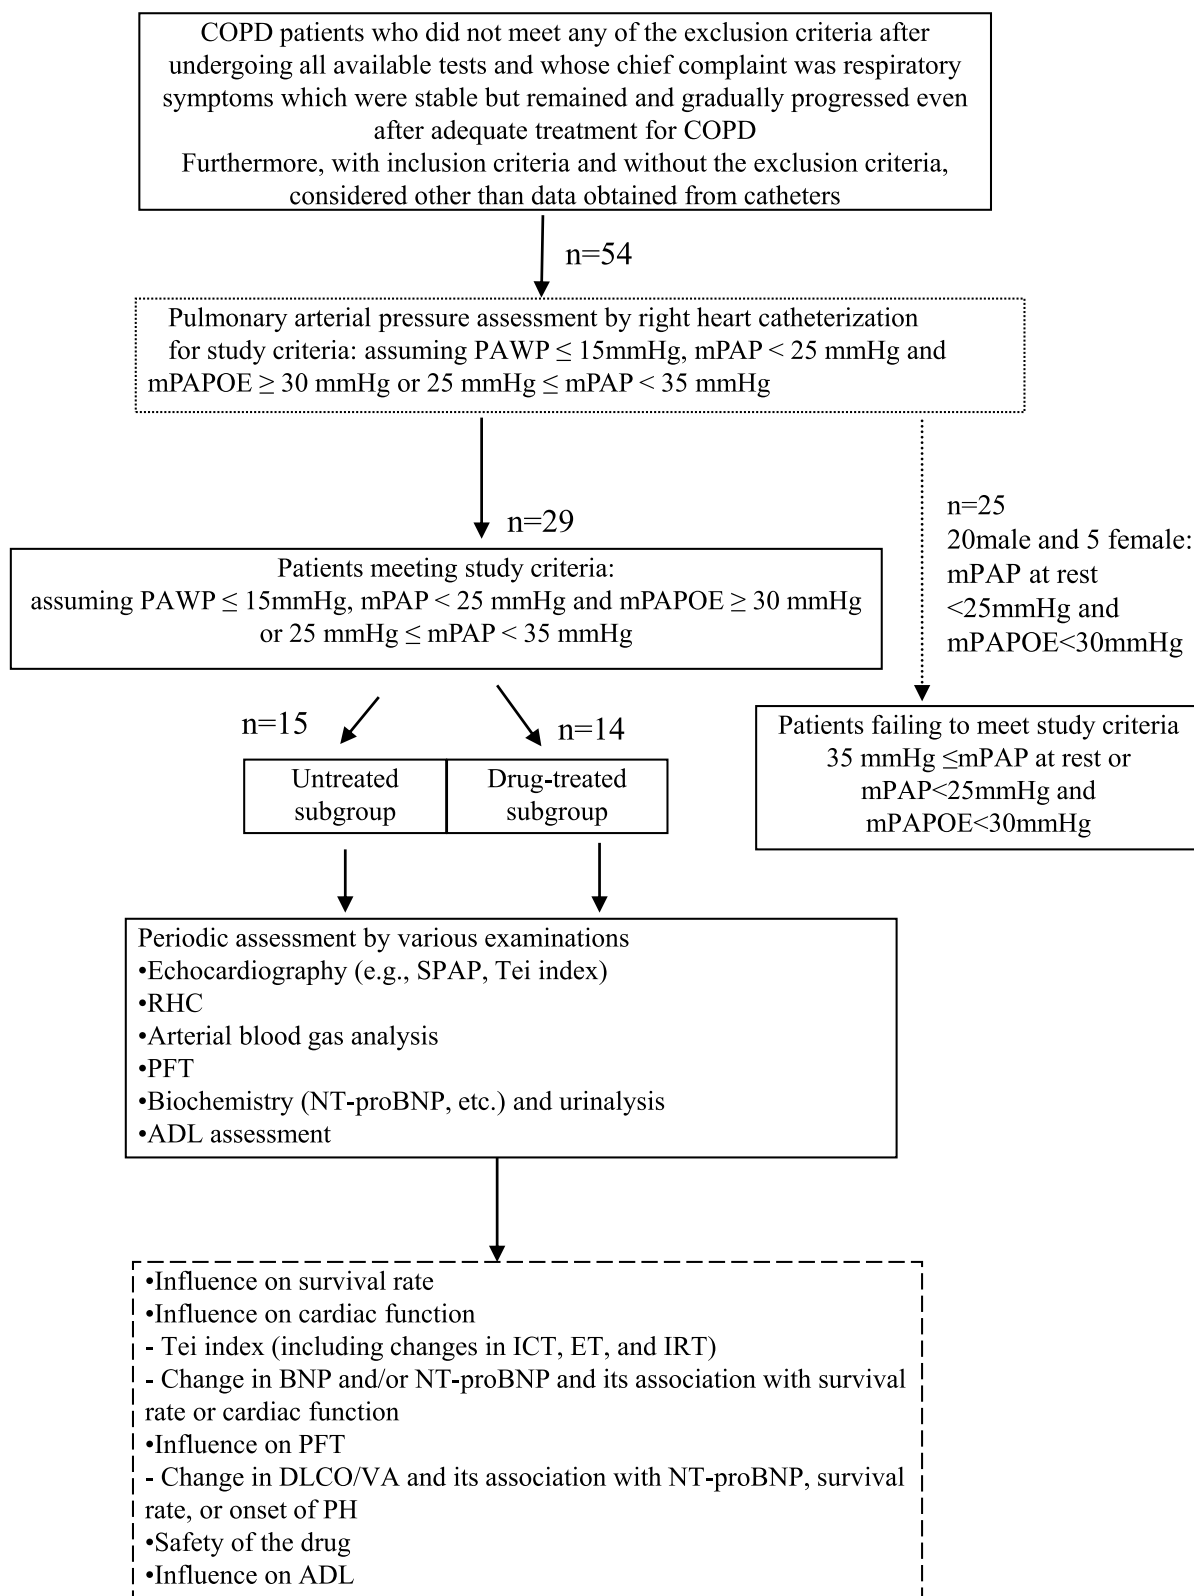 COPD patients who did not meet any of the exclusion criteria after
undergoing all available tests and whose chief complaint was respiratory
symptoms which were stable but remained and gradually progressed even
after adequate treatment for COPD
Furthermore, with inclusion criteria and without the exclusion criteria,
considered other than data obtained from catheters
n=54
Pulmonary arterial pressure assessment by right heart catheterization
for study criteria: assuming PAWP ≤ 15mmHg, mPAP < 25 mmHg and
mPAPOE ≥ 30 mmHg or 25 mmHg ≤ mPAP < 35 mmHg
n=29
Patients meeting study criteria:
assuming PAWP ≤ 15mmHg, mPAP < 25 mmHg and mPAPOE ≥ 30 mmHg
or 25 mmHg ≤ mPAP < 35 mmHg
n=25
20male and 5 female:
mPAP at rest
<25mmHg and
mPAPOE<30mmHg
Patients failing to meet study criteria
35 mmHg ≤mPAP at rest or
mPAP<25mmHg and
mPAPOE<30mmHg
n=15
n=14
Untreated
subgroup
Drug-treated
subgroup
Periodic assessment by various examinations
•Echocardiography (e.g., SPAP, Tei index)
•RHC
•Arterial blood gas analysis
•PFT
•Biochemistry (NT-proBNP, etc.) and urinalysis
•ADL assessment
•Influence on survival rate
•Influence on cardiac function
- Tei index (including changes in ICT, ET, and IRT)
- Change in BNP and/or NT-proBNP and its association with survival
rate or cardiac function
•Influence on PFT
- Change in DLCO/VA and its association with NT-proBNP, survival
rate, or onset of PH
•Safety of the drug
•Influence on ADL